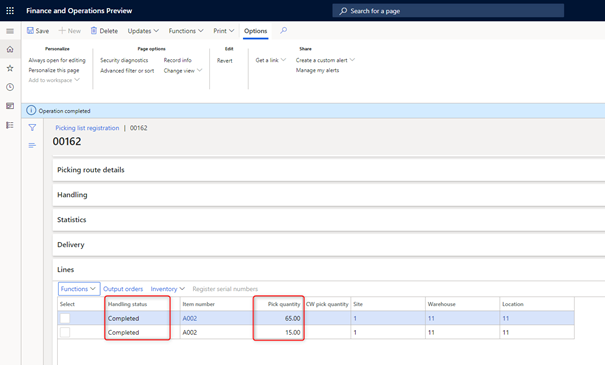 Finance and Operations Preview
Search for a page
Save
New
Delete
Updates
Functions
Print
Options
Personalize
Always open for editing
Personalize this page
Add to workspace
Page options
Security diagnostics
Advanced filter or sort
Record info
Change view
Edit
Revert
Get a link
Share
Create a custom alert
Manage my alerts
Operation completed
Picking list registration | 00162
00162
Picking route details
Handling
Statistics
Delivery
Lines
Functions Output orders Inventory Register serial numbers
Select Handling status Item number Pick quantity CW pick quantity Site Warehouse Location
Completed A002 65.00 1 11 11
Completed A002 15.00 1 11 11